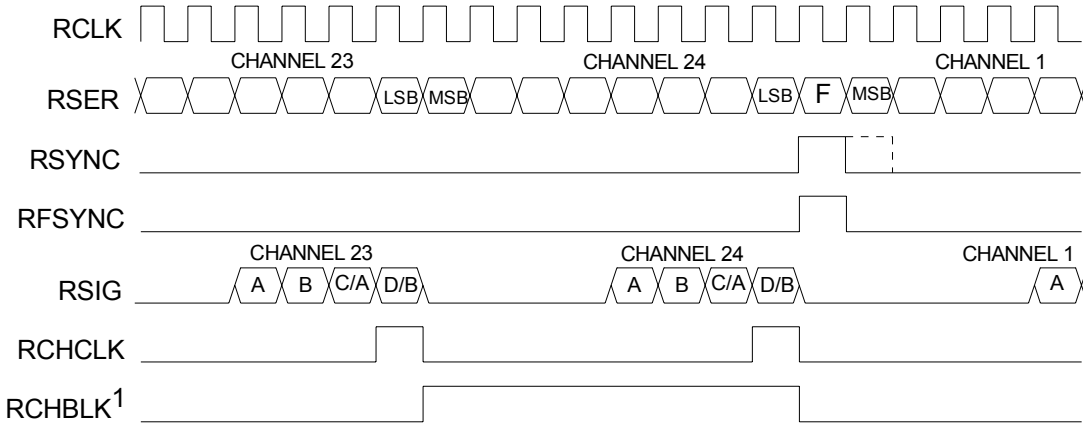 RCLK
CHANNEL 23 CHANNEL 24 CHANNEL 1
RSER LSB MSB LSB F MSB
RSYNC
RFSYNC
CHANNEL 23 CHANNEL 24 CHANNEL 1
RSIG A B C/A D/B A B C/A D/B A
RCHCLK
RCHBLK1